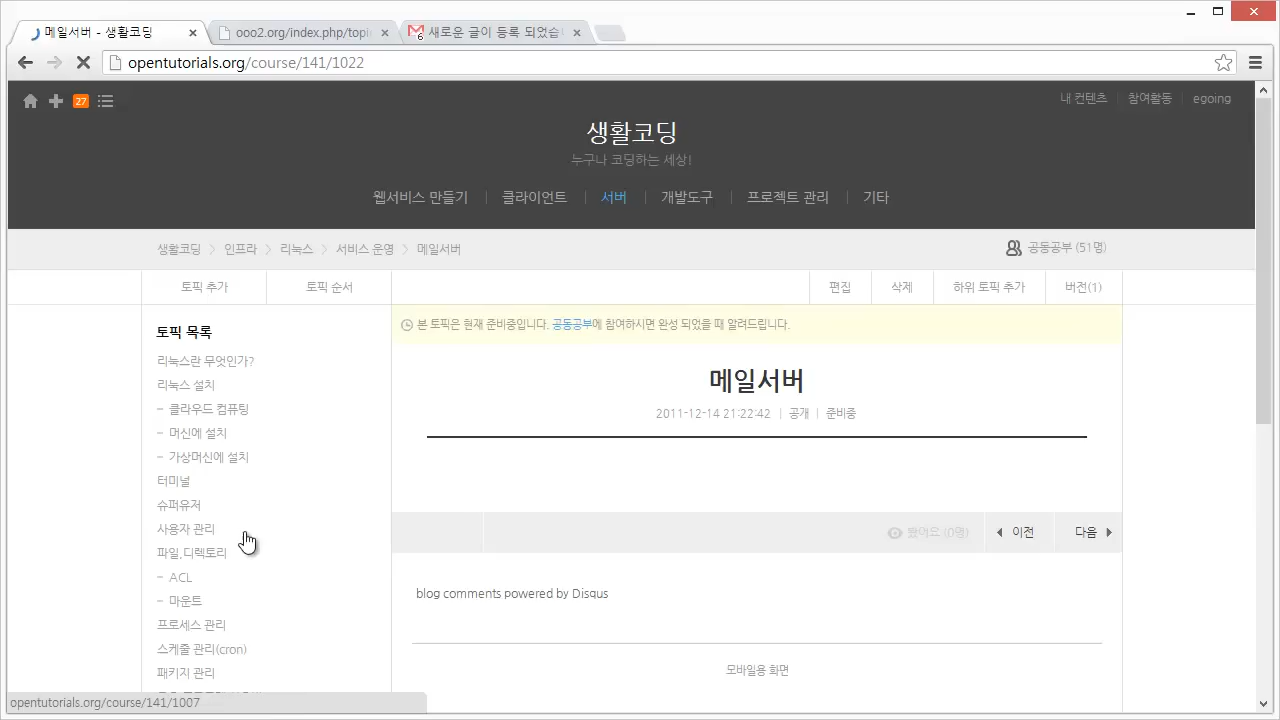 메일서버 - 생활코딩
ooo2.org/index.php/topi
새로운 글이 등록 되었습
opentutorials.org/course/141/1022
27
내 컨텐츠
참여활동
egoing
생활코딩
누구나 코딩하는 세상!
웹서비스 만들기
클라이언트
서버
개발도구
프로젝트 관리
기타
생활코딩 > 인프라 > 리눅스 > 서비스 운영 > 메일서버
공동공부 (51명)
토픽 추가
토픽 순서
편집
삭제
하위 토픽 추가
버전(1)
토픽 목록
리눅스란 무엇인가?
리눅스 설치
- 클라우드 컴퓨팅
- 머신에 설치
- 가상머신에 설치
터미널
슈퍼유저
사용자 관리
파일,디렉토리
- ACL
- 마운트
프로세스 관리
스케줄 관리(cron)
패키지 관리
본 토픽은 현재 준비중입니다. 공동공부에 참여하시면 완성 되었을 때 알려드립니다.
메일서버
2011-12-14 21:22:42 | 공개 | 준비중
봤어요 (0명)
이전
다음
blog comments powered by Disqus
모바일용 화면
opentutorials.org/course/141/1007